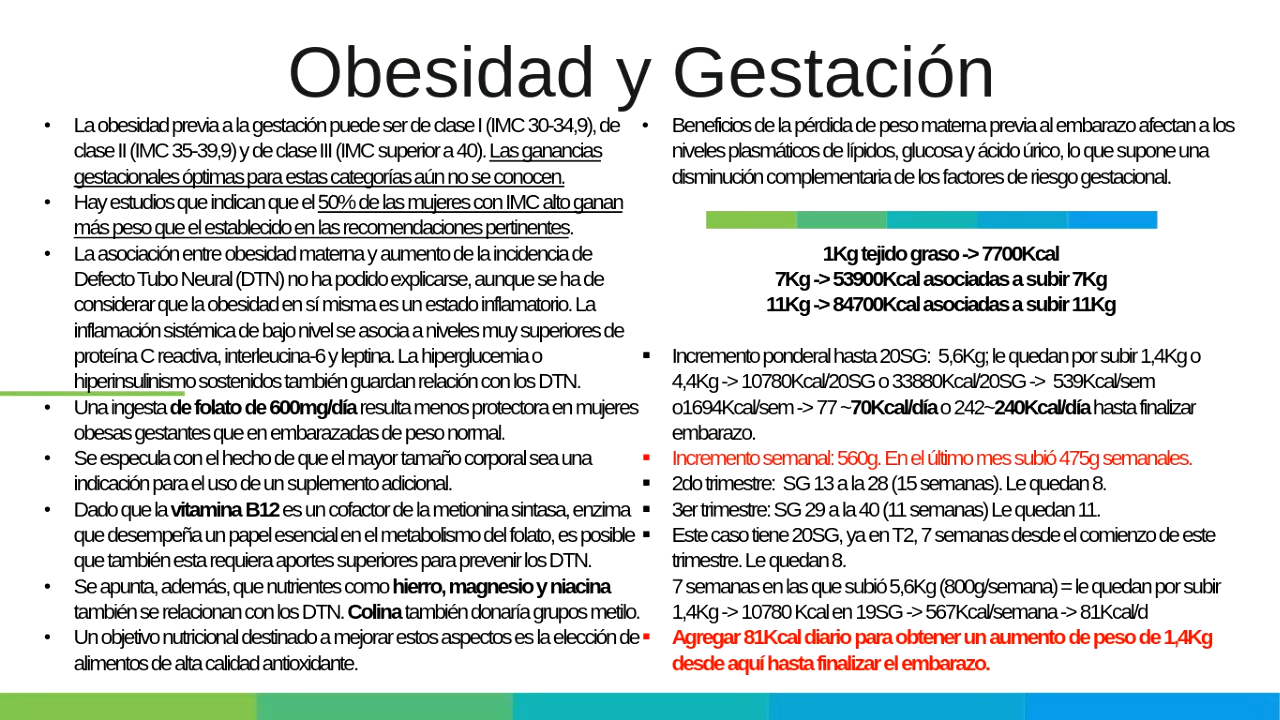 Obesidad y Gestación
• La obesidad previa a la gestación puede ser de clase I (IMC 30-34,9), de
clase II (IMC 35-39,9) y de clase III (IMC superior a 40). Las ganancias
gestacionales óptimas para estas categorías aún no se conocen.
• Hay estudios que indican que el 50% de las mujeres con IMC alto ganan
más peso que el establecido en las recomendaciones pertinentes.
• La asociación entre obesidad materna y aumento de la incidencia de
Defecto Tubo Neural (DTN) no ha podido explicarse, aunque se ha de
considerar que la obesidad en sí misma es un estado inflamatorio. La
inflamación sistémica de bajo nivel se asocia a niveles muy superiores de
proteína C reactiva, interleucina-6 y leptina. La hiperglucemia o
hiperinsulinismo sostenidos también guardan relación con los DTN.
• Una ingesta de folato de 600mg/día resulta menos protectora en mujeres
obesas gestantes que en embarazadas de peso normal.
• Se especula con el hecho de que el mayor tamaño corporal sea una
indicación para el uso de un suplemento adicional.
• Dado que la vitamina B12 es un cofactor de la metionina sintasa, enzima
que desempeña un papel esencial en el metabolismo del folato, es posible
que también esta requiera aportes superiores para prevenir los DTN.
• Se apunta, además, que nutrientes como hierro, magnesio y niacina
también se relacionan con los DTN. Colina también donaría grupos metilo.
• Un objetivo nutricional destinado a mejorar estos aspectos es la elección de
alimentos de alta calidad antioxidante.
• Beneficios de la pérdida de peso materna previa al embarazo afectan a los
niveles plasmáticos de lípidos, glucosa y ácido úrico, lo que supone una
disminución complementaria de los factores de riesgo gestacional.
1Kg tejido graso -> 7700Kcal
7Kg -> 53900Kcal asociadas a subir 7Kg
11Kg -> 84700Kcal asociadas a subir 11Kg
▪ Incremento ponderal hasta 20SG: 5,6Kg; le quedan por subir 1,4Kg o
4,4Kg -> 10780Kcal/20SG o 33880Kcal/20SG -> 539Kcal/sem
o1694Kcal/sem -> 77 ~70Kcal/día o 242~240Kcal/día hasta finalizar
embarazo.
▪ Incremento semanal: 560g. En el último mes subió 475g semanales.
▪ 2do trimestre: SG 13 a la 28 (15 semanas). Le quedan 8.
▪ 3er trimestre: SG 29 a la 40 (11 semanas) Le quedan 11.
▪ Este caso tiene 20SG, ya en T2, 7 semanas desde el comienzo de este
trimestre. Le quedan 8.
7 semanas en las que subió 5,6Kg (800g/semana) = le quedan por subir
1,4Kg -> 10780 Kcal en 19SG -> 567Kcal/semana -> 81Kcal/d
▪ Agregar 81Kcal diario para obtener un aumento de peso de 1,4Kg
desde aquí hasta finalizar el embarazo.